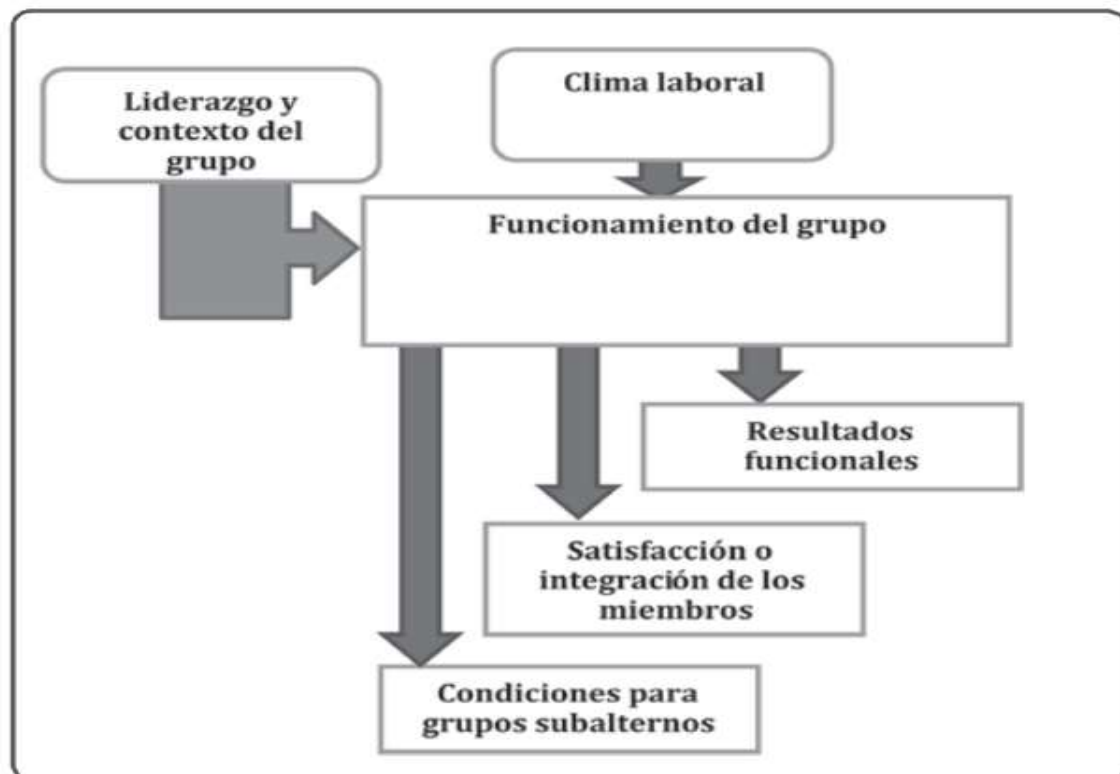 Liderazgo y
contexto del
grupo
Clima laboral
Funcionamiento del grupo
Resultados
funcionales
Satisfacción o
integración de los
miembros
Condiciones para
grupos subalternos